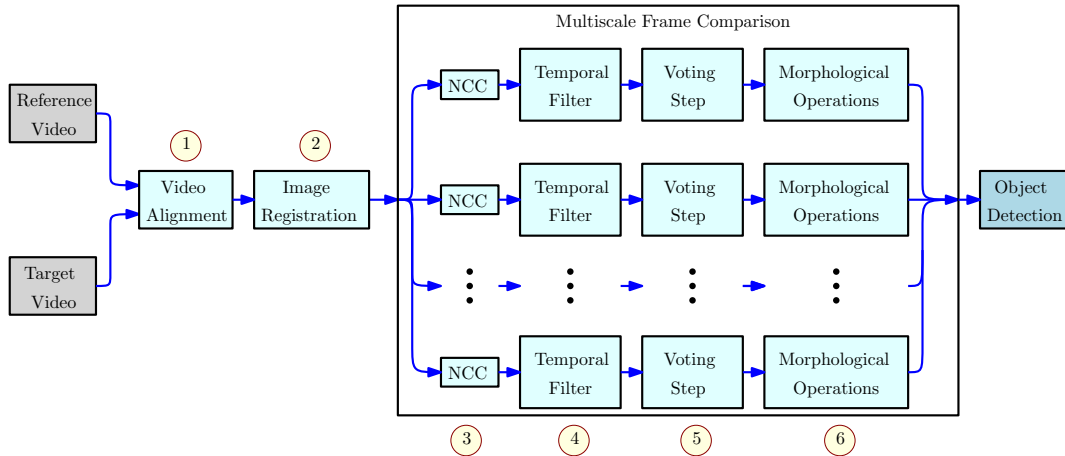 Multiscale Frame Comparison
Reference
Video
Target
Video
1
Video
Alignment
2
Image
Registration
NCC
Temporal
Filter
Voting
Step
Morphological
Operations
NCC
Temporal
Filter
Voting
Step
Morphological
Operations
NCC
Temporal
Filter
Voting
Step
Morphological
Operations
3
4
5
6
Object
Detection